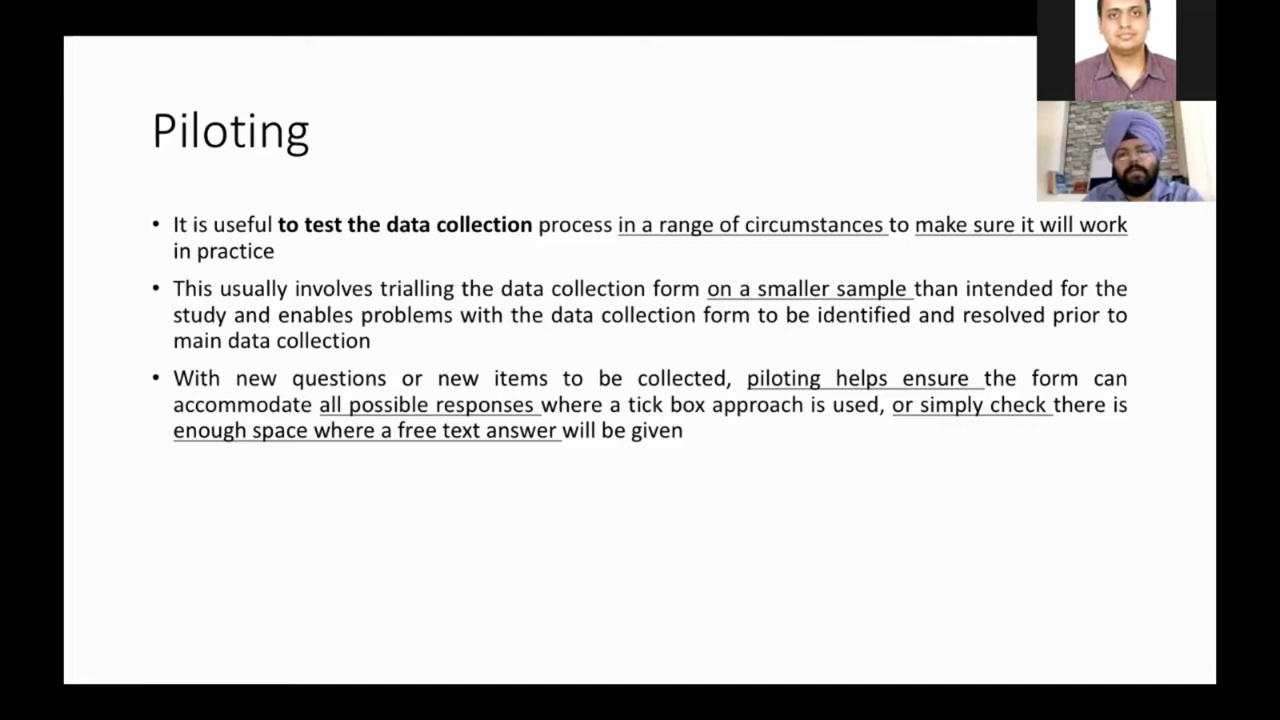 Piloting
• It is useful to test the data collection process in a range of circumstances to make sure it will work
in practice
• This usually involves trialling the data collection form on a smaller sample than intended for the
study and enables problems with the data collection form to be identified and resolved prior to
main data collection
• With new questions or new items to be collected, piloting helps ensure the form can
accommodate all possible responses where a tick box approach is used, or simply check there is
enough space where a free text answer will be given